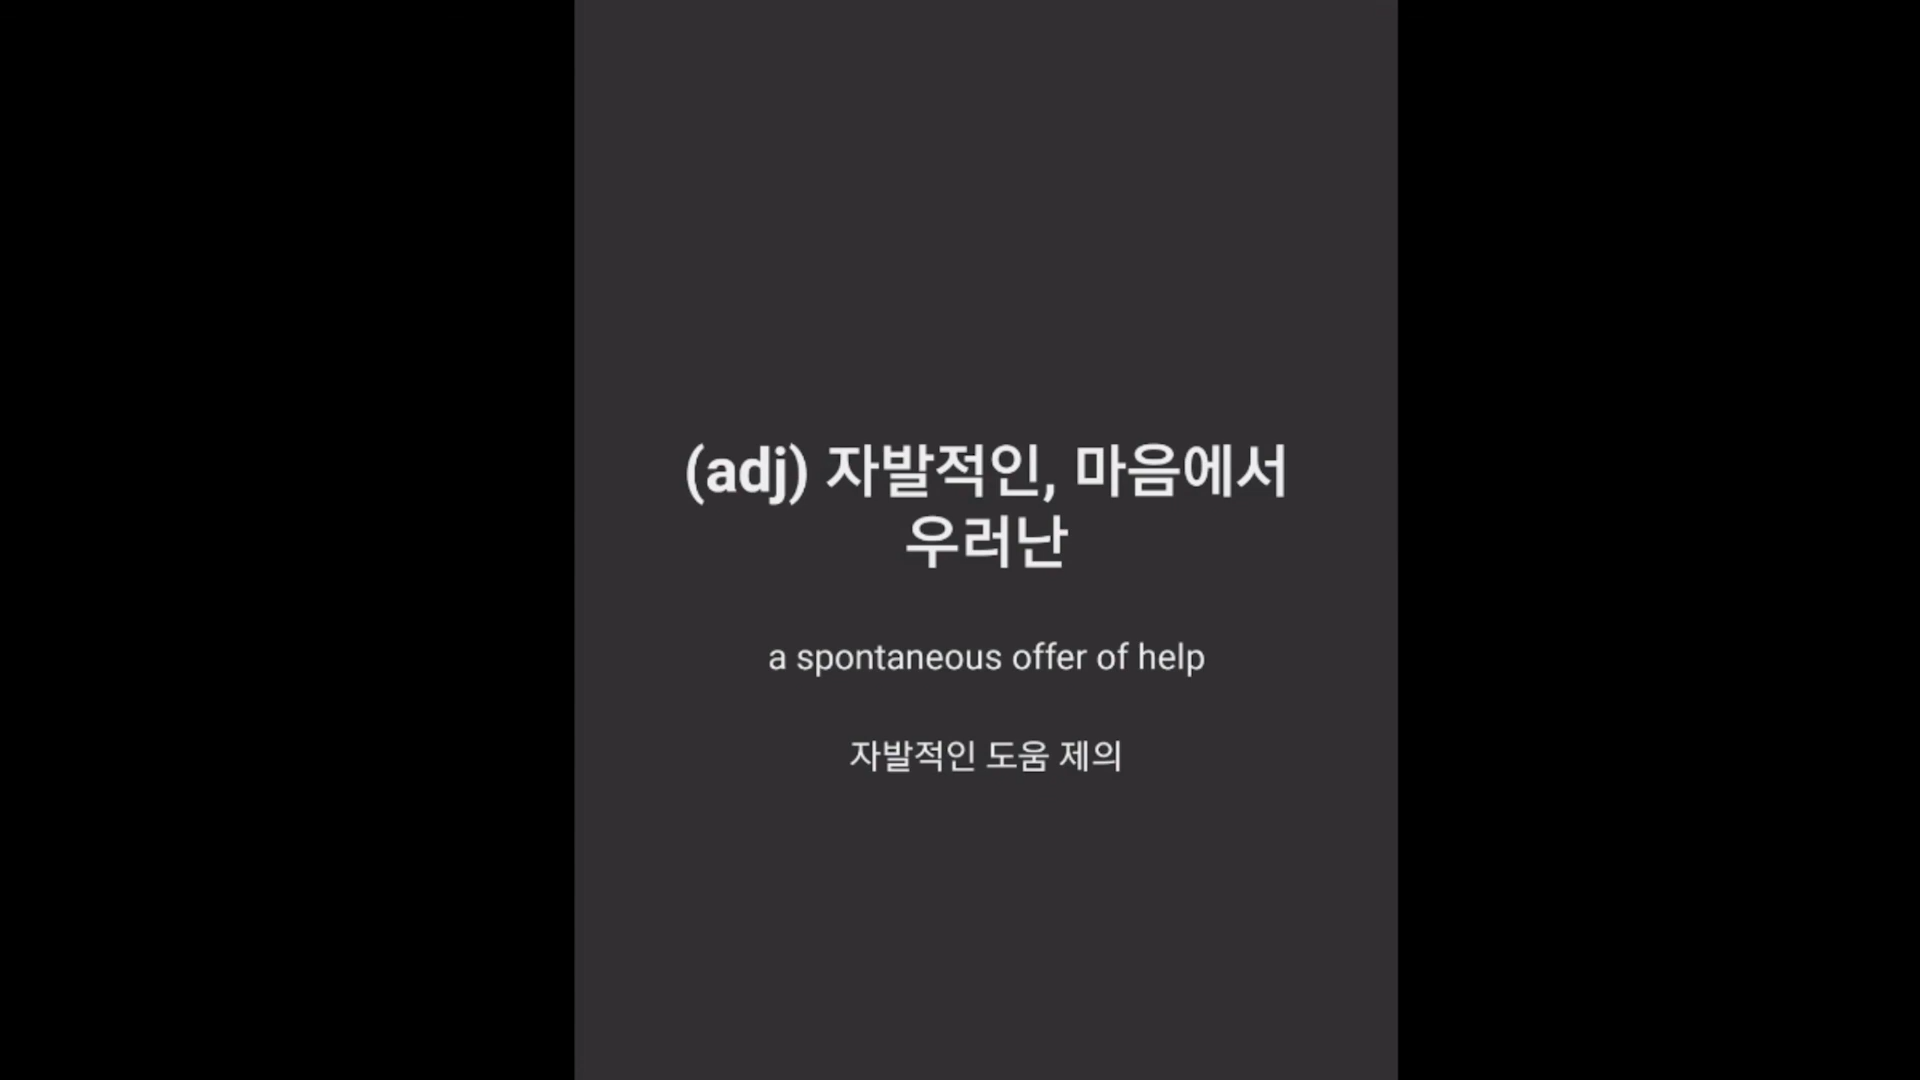 (adj) 자발적인, 마음에서
우러난
a spontaneous offer of help
자발적인 도움 제의